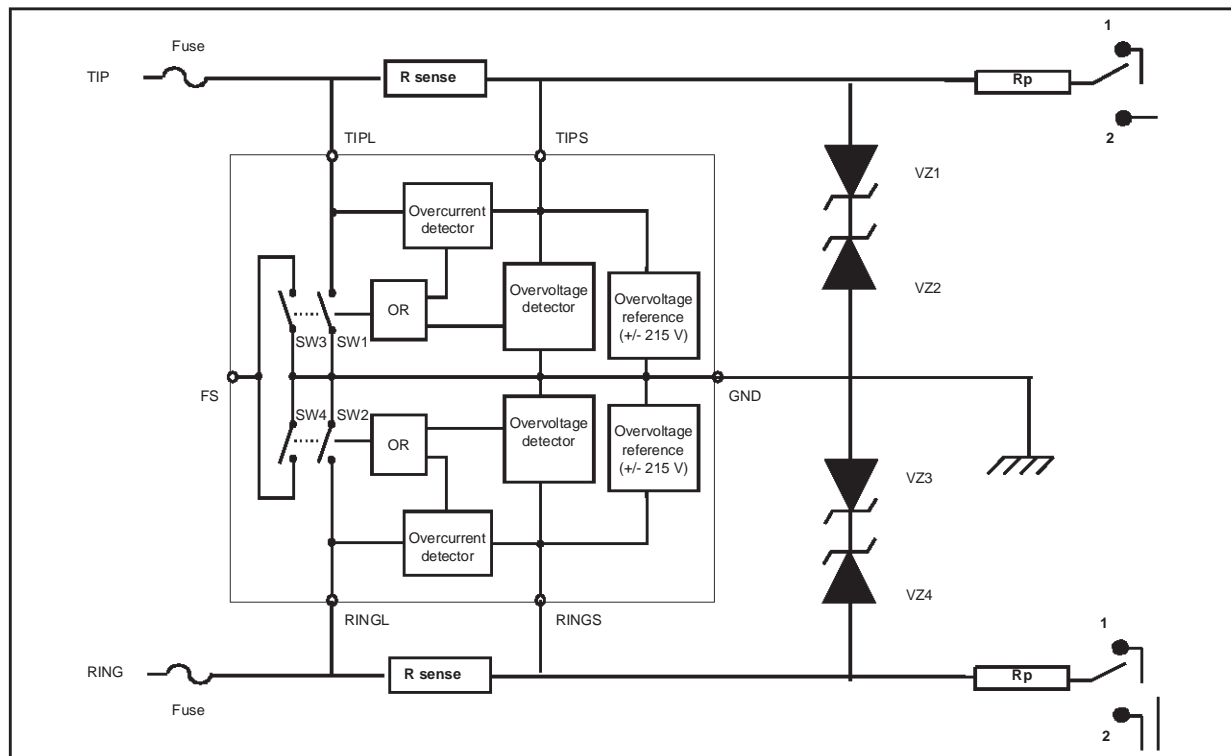 1
Fuse
TIP
R sense
Rp
2
TIPL
TIPS
VZ1
Overcurrent
detector
OR
Overvoltage
detector
Overvoltage
reference
(+/- 215 V)
VZ2
SW3
SW1
FS
GND
SW4
SW2
OR
Overvoltage
detector
Overvoltage
reference
(+/- 215 V)
VZ3
Overcurrent
detector
VZ4
RINGL
RINGS
1
RING
R sense
Rp
Fuse
2